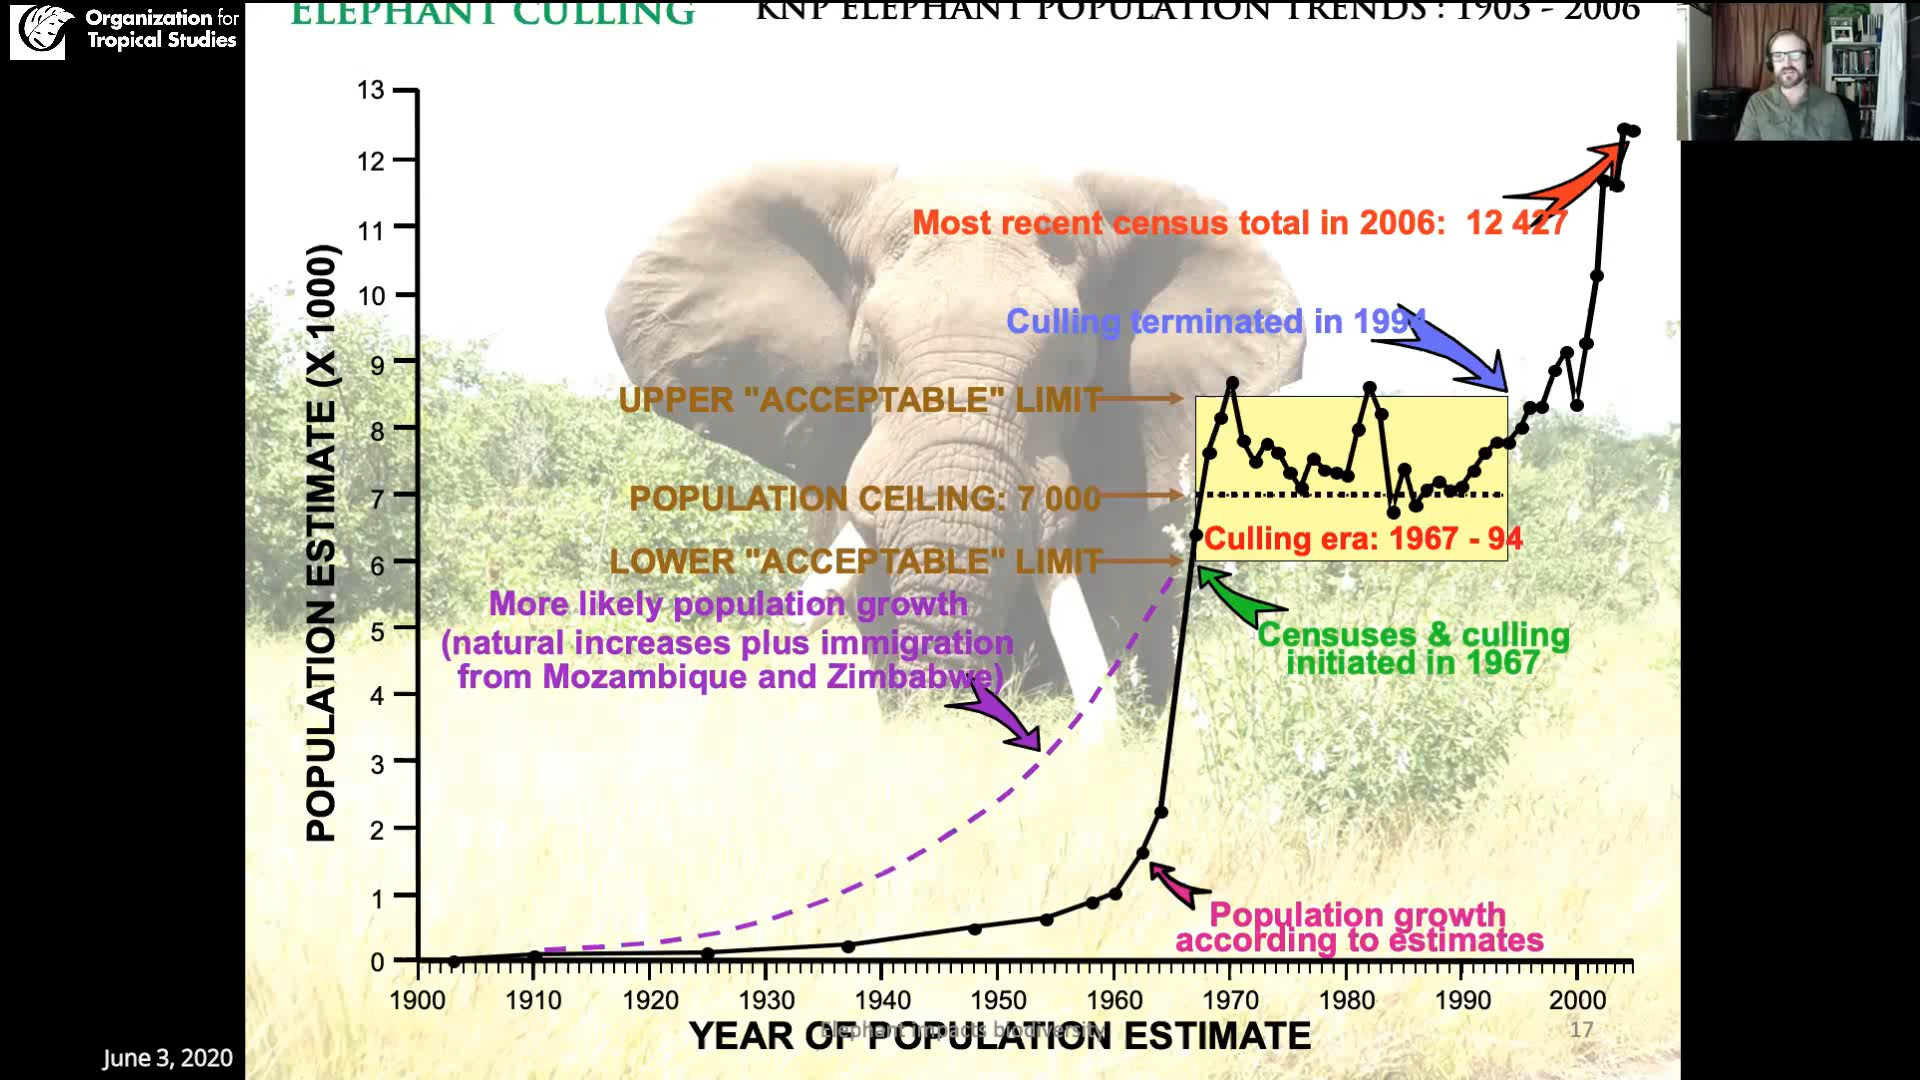 Organization for
Tropical Studies
ELEPHANT CULLING
KNP ELEPHANT POPULATION TRENDS : 1903 - 2006
POPULATION ESTIMATE (X 1000)
13
12
11
10
9
8
7
6
5
4
3
2
1
0
Most recent census total in 2006: 12 427
Culling terminated in 1994
UPPER "ACCEPTABLE" LIMIT
POPULATION CEILING: 7 000
LOWER "ACCEPTABLE" LIMIT
Culling era: 1967 - 94
More likely population growth
(natural increases plus immigration
from Mozambique and Zimbabwe)
Censuses & culling
initiated in 1967
Population growth
according to estimates
1900 1910 1920 1930 1940 1950 1960 1970 1980 1990 2000
YEAR OF POPULATION ESTIMATE
Elephant impacts biodiversity
17
June 3, 2020